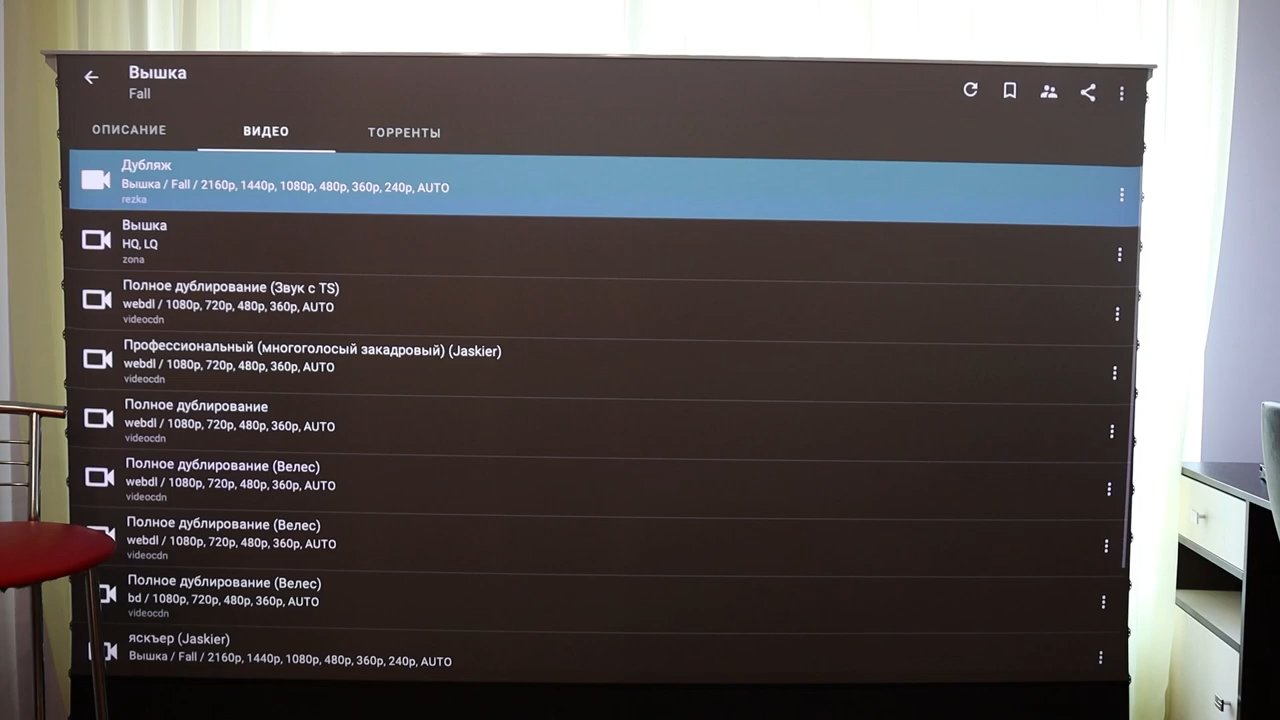 Вышка
Fall
ОПИСАНИЕ
ВИДЕО
ТОРРЕНТЫ
Дубляж
Вышка / Fall / 2160p, 1440p, 1080p, 480p, 360p, 240p, AUTO
rezka
Вышка
HQ, LQ
zona
Полное дублирование (Звук с TS)
webdl / 1080p, 720p, 480p, 360p, AUTO
videocdn
Профессиональный (многоголосый закадровый) (Jaskier)
webdl / 1080p, 720p, 480p, 360p, AUTO
videocdn
Полное дублирование
webdl / 1080p, 720p, 480p, 360p, AUTO
videocdn
Полное дублирование (Велес)
webdl / 1080p, 720p, 480p, 360p, AUTO
videocdn
Полное дублирование (Велес)
webdl / 1080p, 720p, 480p, 360p, AUTO
videocdn
Полное дублирование (Велес)
bd / 1080p, 720p, 480p, 360p, AUTO
videocdn
яскъер (Jaskier)
Вышка / Fall / 2160p, 1440p, 1080p, 480p, 360p, 240p, AUTO